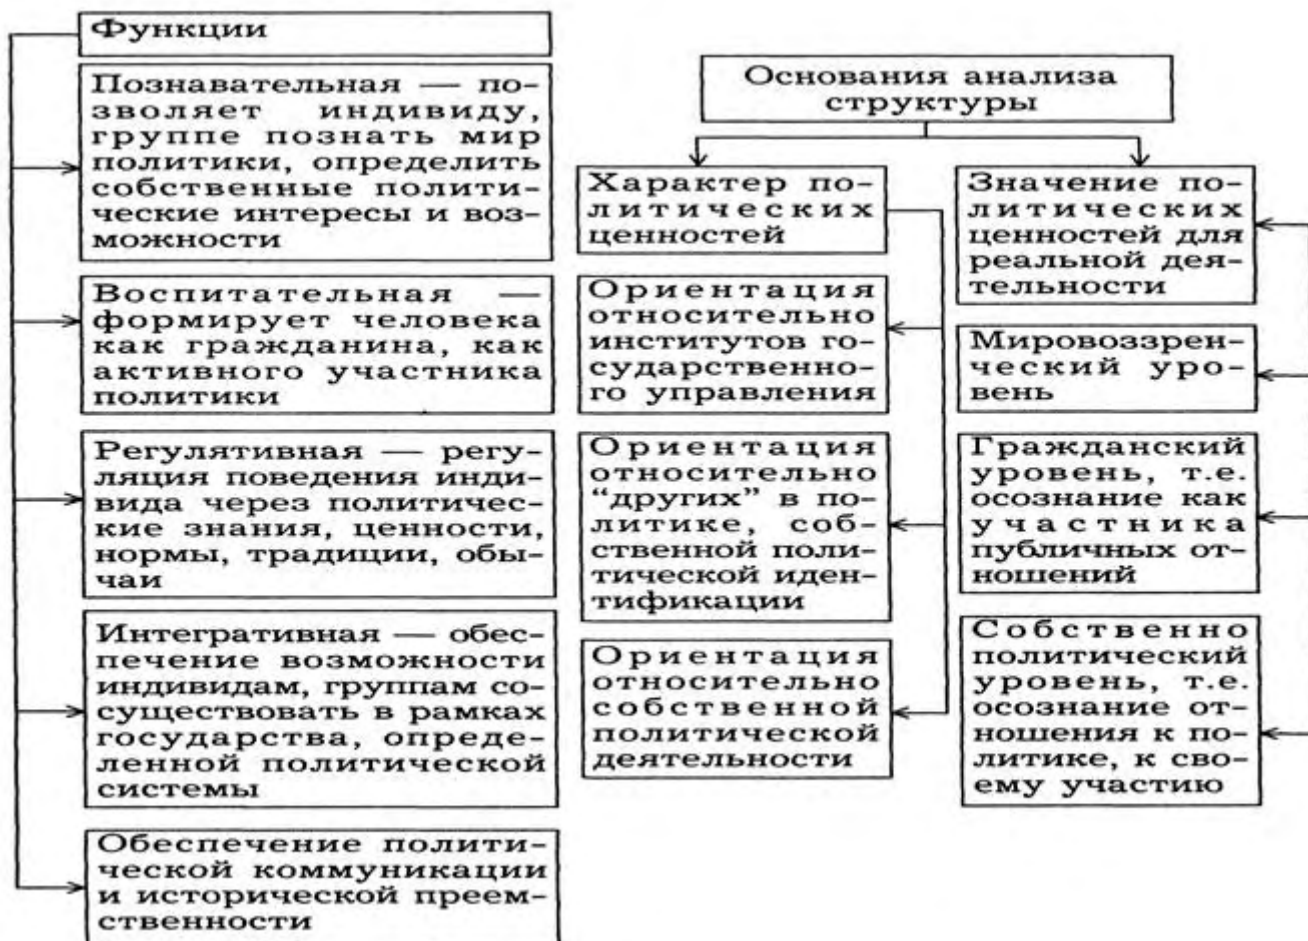 Функции
Познавательная — по-
зволяет индивиду,
группе познать мир
политики, определить
собственные полити-
ческие интересы и воз-
можности
Воспитательная —
формирует человека
как гражданина, как
активного участника
политики
Регулятивная — регу-
ляция поведения инди-
вида через политичес-
кие знания, ценности,
нормы, традиции, обы-
чаи
Интегративная — обес-
печение возможности
индивидам, группам со-
существовать в рамках
государства, опреде-
ленной политической
системы
Обеспечение полити-
ческой коммуникации
и исторической преем-
ственности
Основания анализа
структуры
Характер по-
литических
ценностей
Ориентация
относительно
институтов го-
сударственно-
го управления
Ориентация
относительно
“других” в по-
литике, соб-
ственной поли-
тической иден-
тификации
Ориентация
относительно
собственной
политической
деятельности
Значение по-
литических
ценностей для
реальной дея-
тельности
Мировоззрен-
ческий уро-
вень
Гражданский
уровень, т.е.
осознание как
участника
публичных от-
ношений
Собственно
политический
уровень, т.е.
осознание от-
ношения к по-
литике, к сво-
ему участию